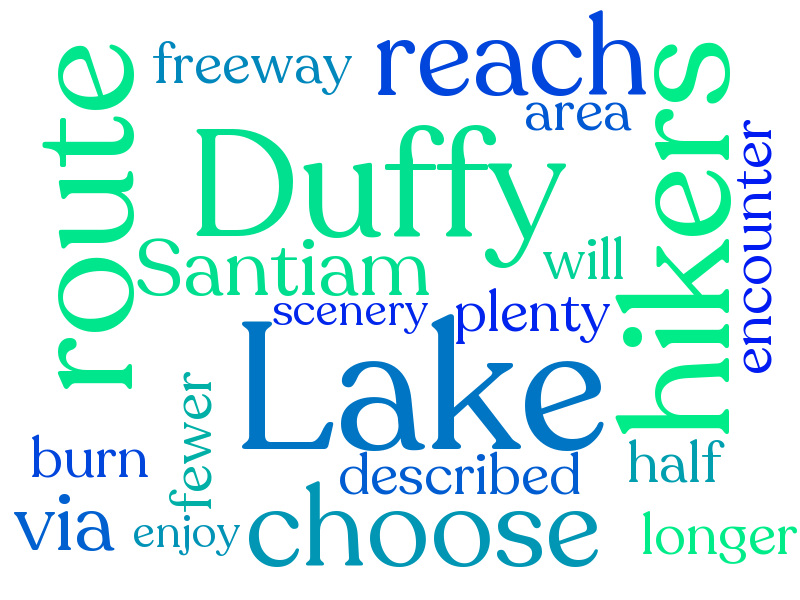 freeway
reach
area
route
Duffy
hikers
encounter
Santiam
will
scenery
plenty
Lake
fewer
burn
described
half
via
enjoy
choose
longer